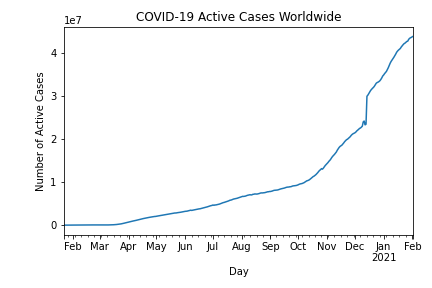 COVID-19 Active Cases Worldwide
1e7
4
3
2
1
0
Number of Active Cases
Feb Mar Apr May Jun Jul Aug Sep Oct Nov Dec Jan Feb
2021
Day